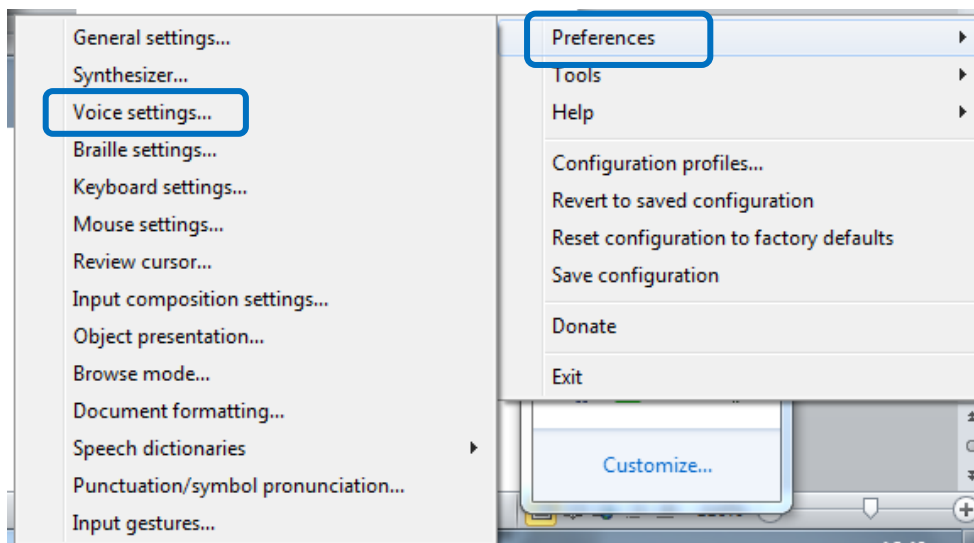 General settings...
Synthesizer...
Voice settings...
Braille settings...
Keyboard settings...
Mouse settings...
Review cursor...
Input composition settings...
Object presentation...
Browse mode...
Document formatting...
Speech dictionaries
Punctuation/symbol pronunciation...
Input gestures...
Preferences
Tools
Help
Configuration profiles...
Revert to saved configuration
Reset configuration to factory defaults
Save configuration
Donate
Exit
Customize...